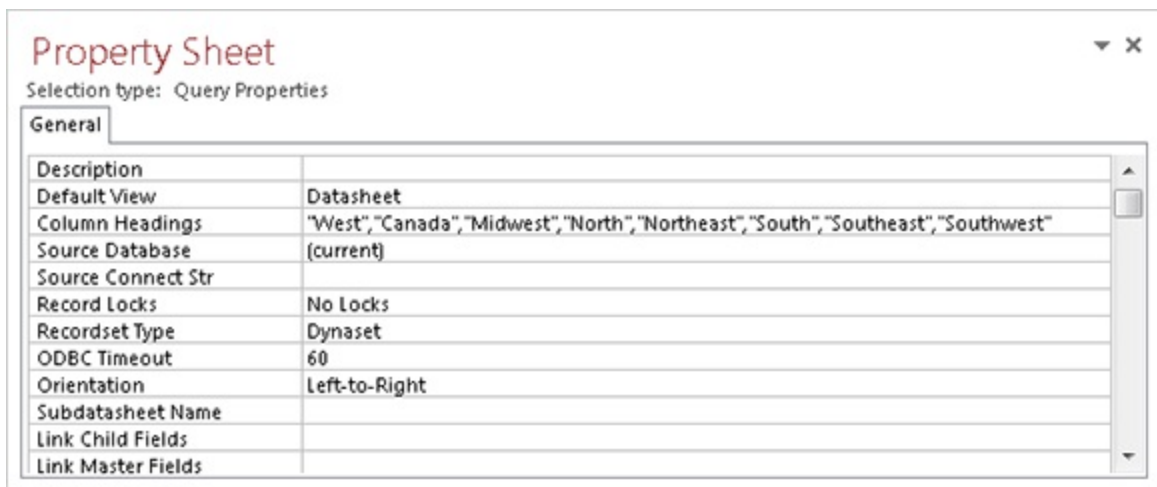 Property Sheet
Selection type: Query Properties
General
Description
Default View Datasheet
Column Headings "West","Canada","Midwest","North","Northeast","South","Southeast","Southwest"
Source Database (current)
Source Connect Str
Record Locks No Locks
Recordset Type Dynaset
ODBC Timeout 60
Orientation Left-to-Right
Subdatasheet Name
Link Child Fields
Link Master Fields